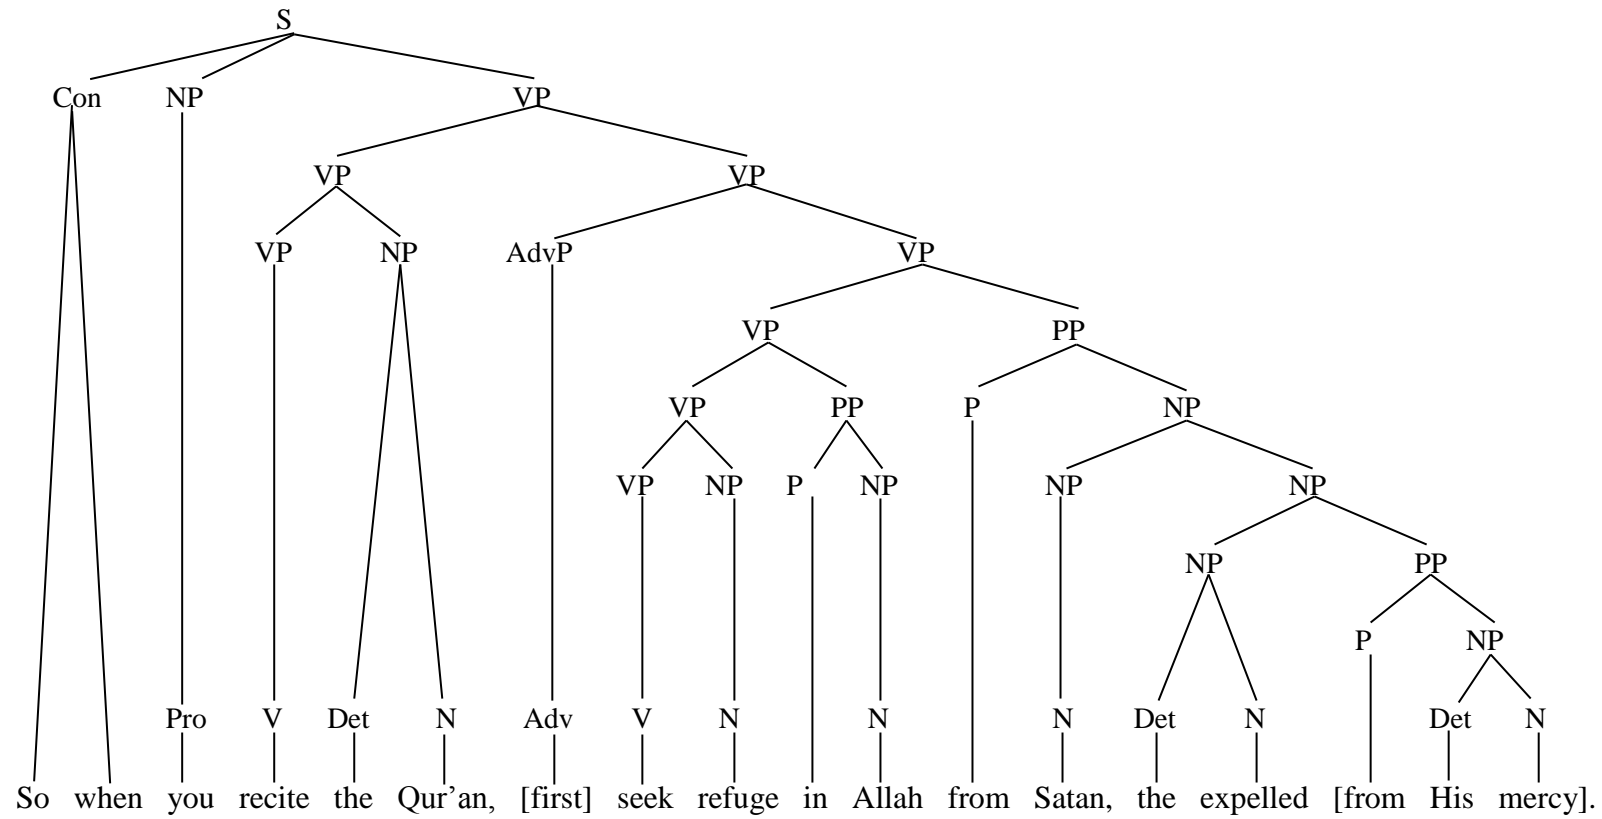 S
Con NP VP
VP VP
VP NP AdvP VP
VP PP
VP PP P NP
VP NP P NP NP NP
NP PP
P NP
Pro V Det N Adv V N N N Det N Det N
So when you recite the Qur’an, [first] seek refuge in Allah from Satan, the expelled [from His mercy].